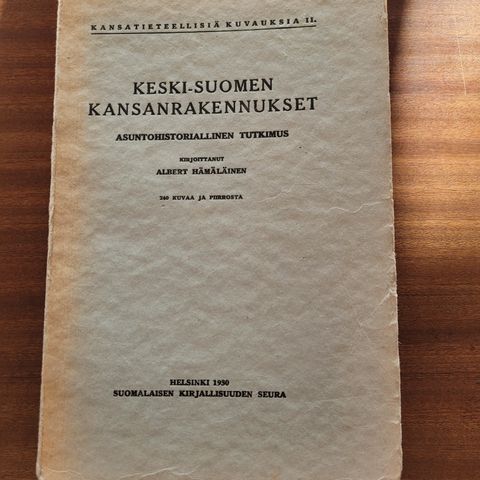 KANSATIETEELLISIÄ KUVAUKSIA II.
KESKI-SUOMEN
KANSANRAKENNUKSET
ASUNTOHISTORIALLINEN TUTKIMUS
KIRJOITTANUT
ALBERT HÄMÄLÄINEN
240 KUVAA JA PIIRROSTA
HELSINKI 1930
SUOMALAISEN KIRJALLISUUDEN SEURA